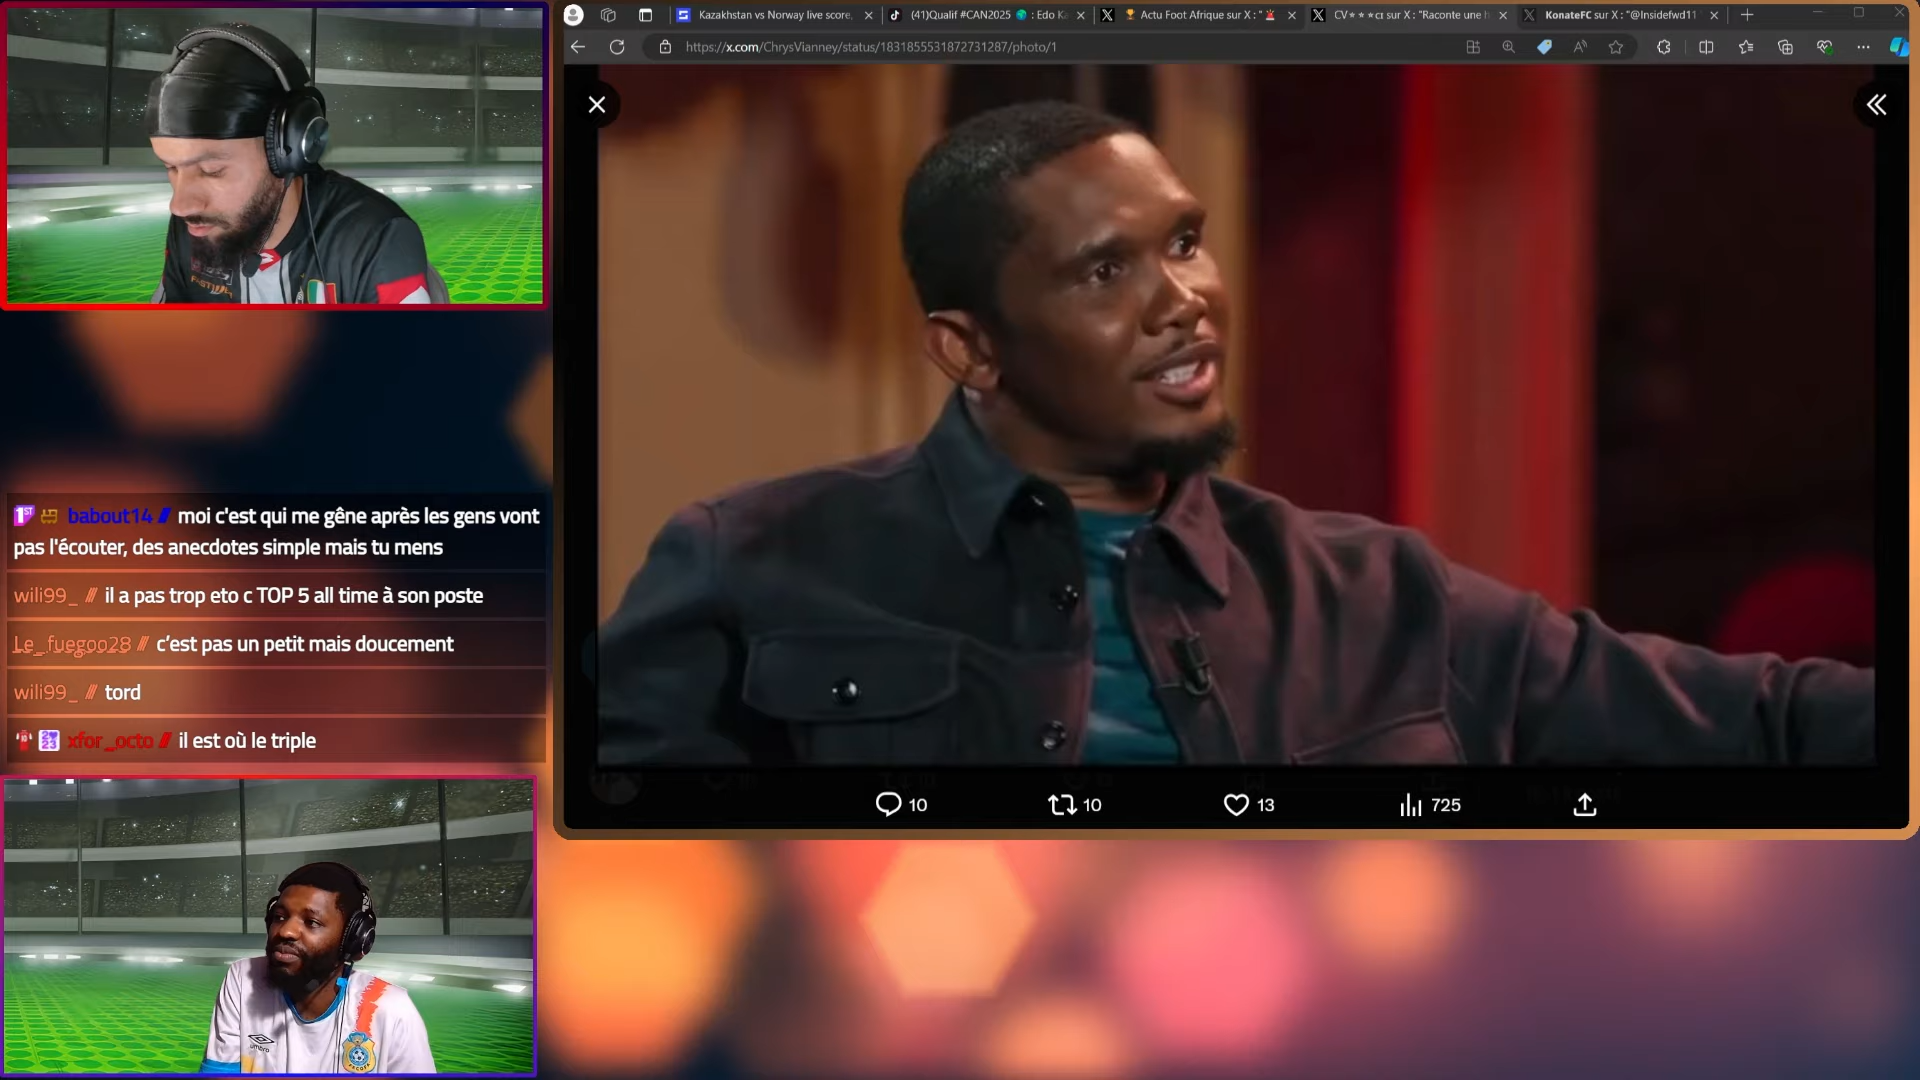 Kazakhstan vs Norway live score,
(41)Qualif #CAN2025 🌍 : Edo Ka
🏆 Actu Foot Afrique sur X : " 🚨
CV⭐⭐⭐ci sur X : "Raconte une h
KonateFC sur X : "@Insidefwd11
https://x.com/ChrysVianney/status/1831855531872731287/photo/1
babout14 // moi c'est qui me gêne après les gens vont
pas l'écouter, des anecdotes simple mais tu mens
wili99_ // il a pas trop eto c TOP 5 all time à son poste
Le_fuegoo28 // c’est pas un petit mais doucement
wili99_ // tord
xfor_octo // il est où le triple
10
10
13
725
umbro